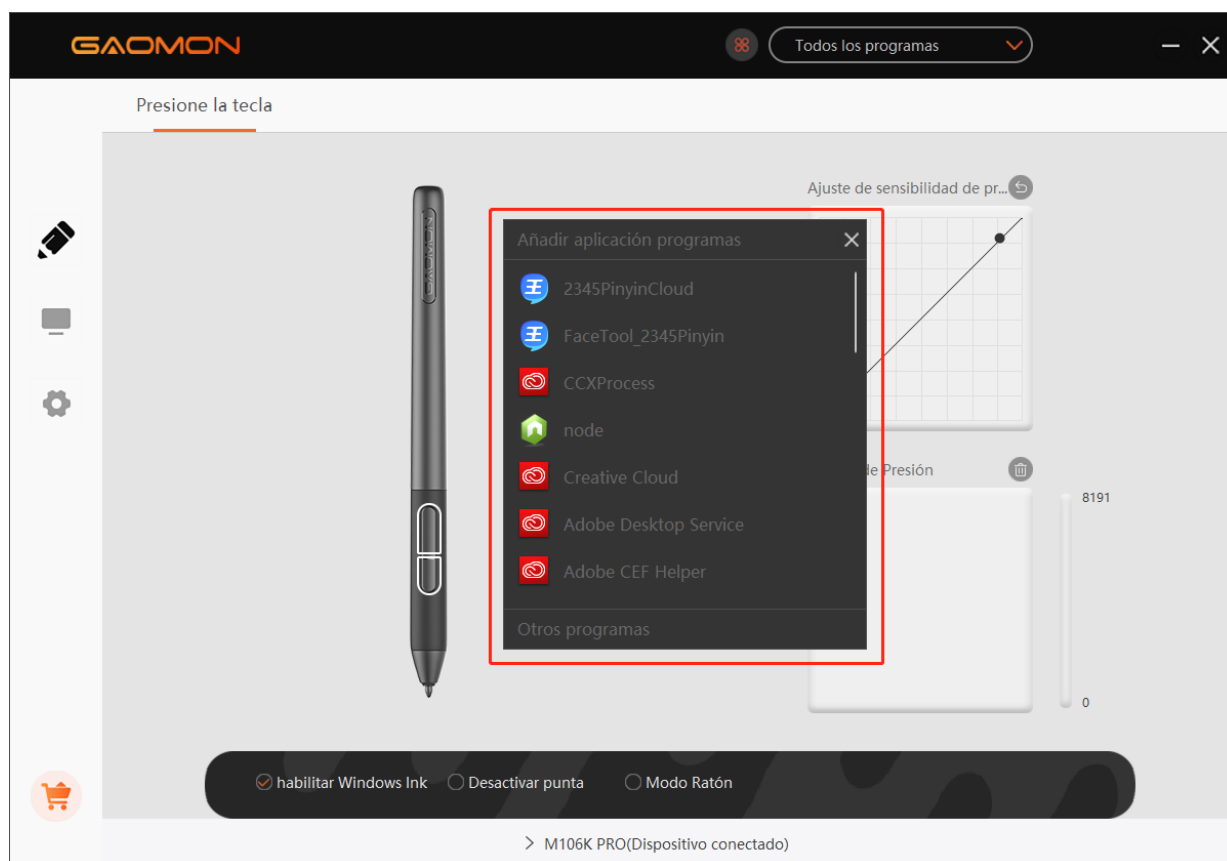 GAOMON
Todos los programas
Presione la tecla
Ajuste de sensibilidad de pr...
GAOMON
Añadir aplicación programas
2345PinyinCloud
FaceTool_2345Pinyin
CCXProcess
node
Creative Cloud
Adobe Desktop Service
Adobe CEF Helper
Otros programas
de Presión
8191
0
habilitar Windows Ink
Desactivar punta
Modo Ratón
M106K PRO(Dispositivo conectado)